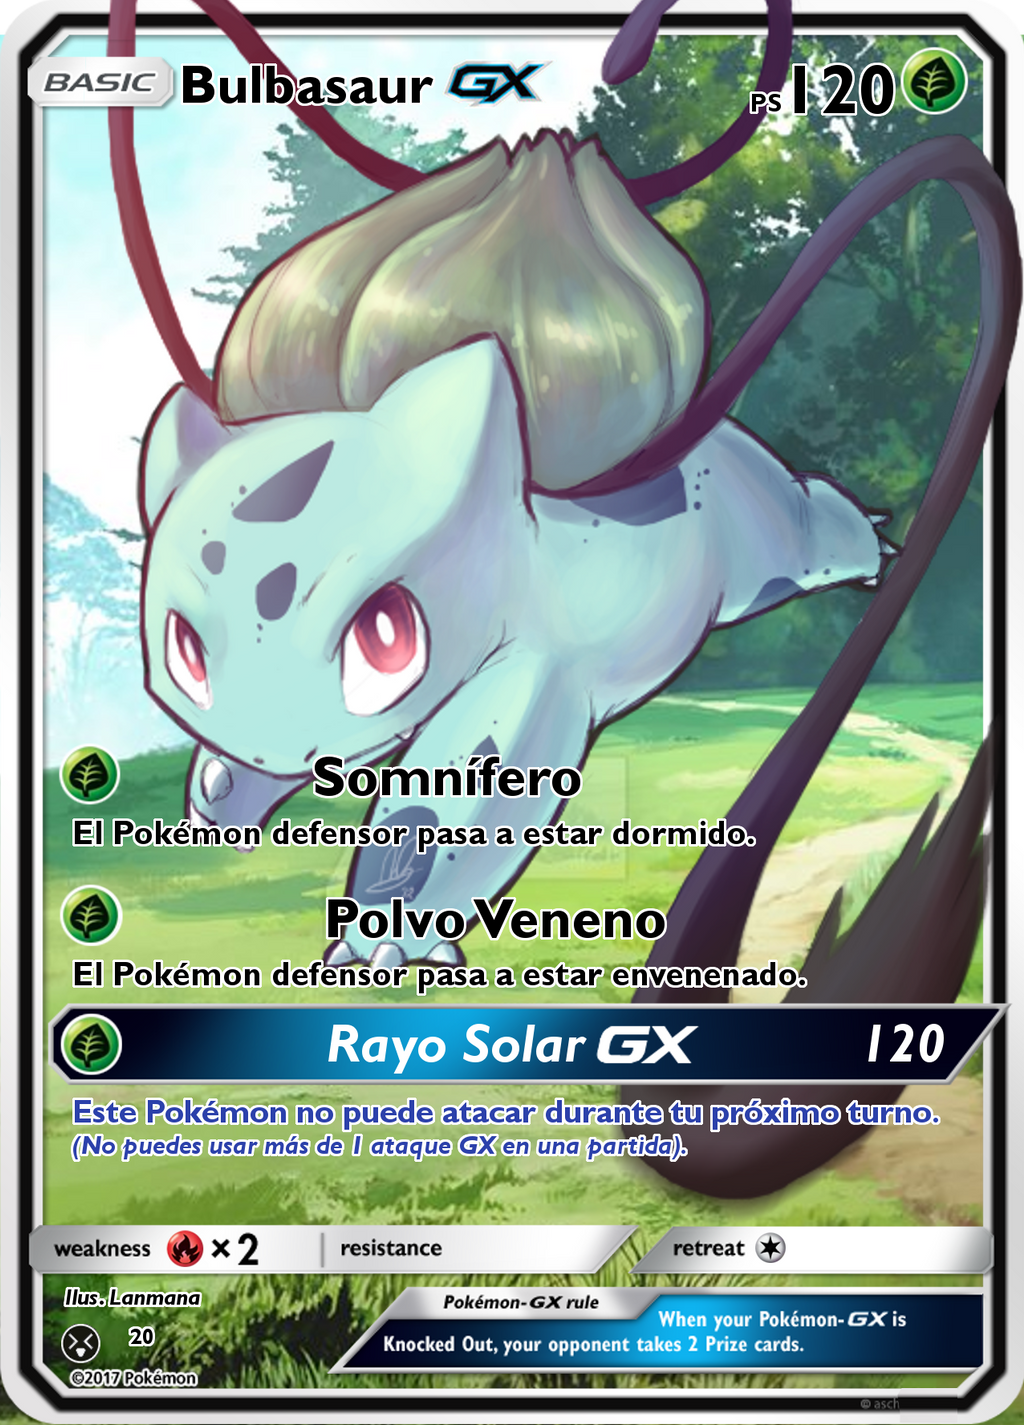 BASIC Bulbasaur GX PS 120
Somnífero
El Pokémon defensor pasa a estar dormido.
Polvo Veneno
El Pokémon defensor pasa a estar envenenado.
Rayo Solar GX 120
Este Pokémon no puede atacar durante tu próximo turno.
(No puedes usar más de 1 ataque GX en una partida).
weakness ×2 resistance retreat
Ilus. Lanmana
20
©2017 Pokémon
Pokémon-GX rule
When your Pokémon-GX is
Knocked Out, your opponent takes 2 Prize cards.
© asch